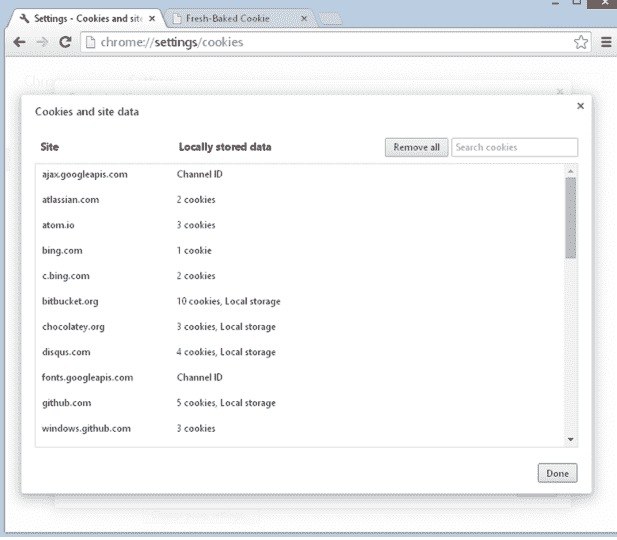 Settings - Cookies and site
Fresh-Baked Cookie
chrome://settings/cookies
Cookies and site data
Site Locally stored data Remove all Search cookies
ajax.googleapis.com Channel ID
atlassian.com 2 cookies
atom.io 3 cookies
bing.com 1 cookie
c.bing.com 2 cookies
bitbucket.org 10 cookies, Local storage
chocolatey.org 3 cookies, Local storage
disqus.com 4 cookies, Local storage
fonts.googleapis.com Channel ID
github.com 5 cookies, Local storage
windows.github.com 3 cookies
Done